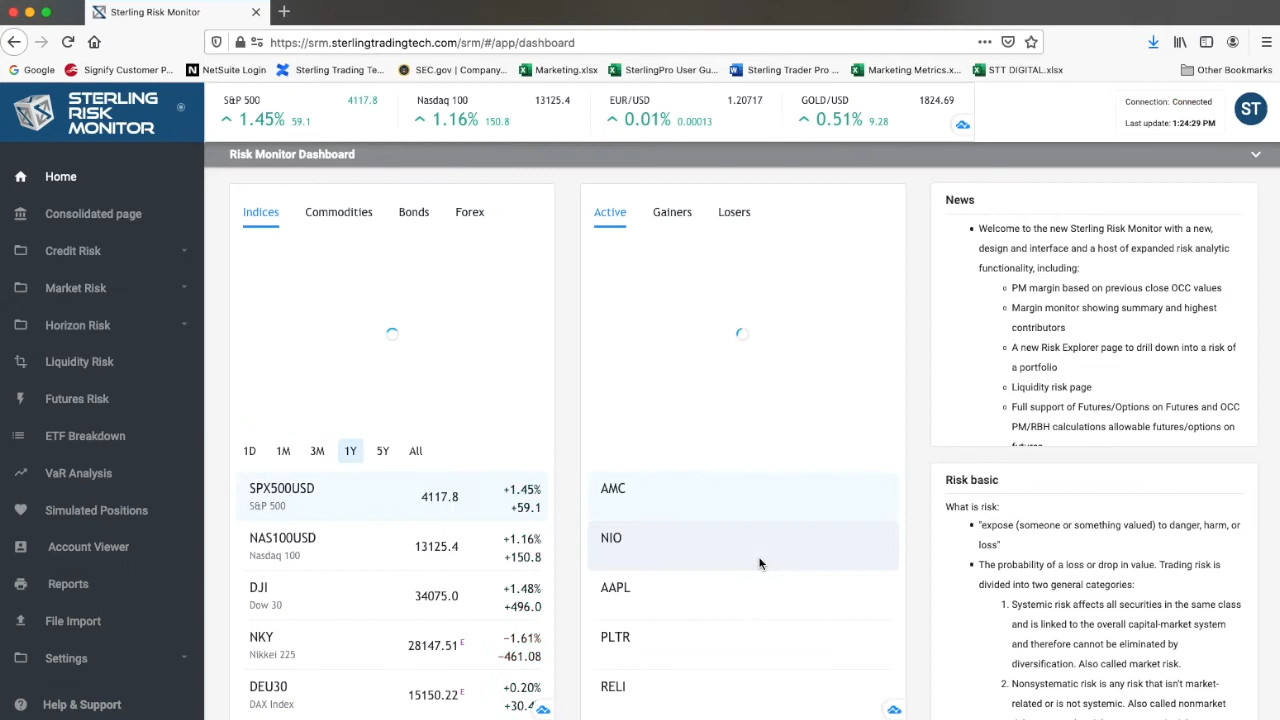 Sterling Risk Monitor
https://srm.sterlingtradingtech.com/srm/#/app/dashboard
Google
Signify Customer P...
NetSuite Login
Sterling Trading Te...
SEC.gov | Company...
Marketing.xlsx
SterlingPro User Gu...
Sterling Trader Pro ...
Marketing Metrics.x...
STT DIGITAL.xlsx
Other Bookmarks
STERLING
RISK
MONITOR
S&P 500 4117.8
1.45% 59.1
Nasdaq 100 13125.4
1.16% 150.8
EUR/USD 1.20717
0.01% 0.00013
GOLD/USD 1824.69
0.51% 9.28
Connection: Connected
Last update: 1:24:29 PM
ST
Risk Monitor Dashboard
Home
Consolidated page
Credit Risk
Market Risk
Horizon Risk
Liquidity Risk
Futures Risk
ETF Breakdown
VaR Analysis
Simulated Positions
Account Viewer
Reports
File Import
Settings
Help & Support
Indices Commodities Bonds Forex
1D 1M 3M 1Y 5Y All
SPX500USD 4117.8 +1.45%
S&P 500 +59.1
NAS100USD 13125.4 +1.16%
Nasdaq 100 +150.8
DJI 34075.0 +1.48%
Dow 30 +496.0
NKY 28147.51 E −1.61%
Nikkei 225 −461.08
DEU30 15150.22 E +0.20%
DAX Index +30.4
Active Gainers Losers
AMC
NIO
AAPL
PLTR
RELI
News
Welcome to the new Sterling Risk Monitor with a new,
design and interface and a host of expanded risk analytic
functionality, including:
PM margin based on previous close OCC values
Margin monitor showing summary and highest
contributors
A new Risk Explorer page to drill down into a risk of
a portfolio
Liquidity risk page
Full support of Futures/Options on Futures and OCC
PM/RBH calculations allowable futures/options on
futures
Risk basic
What is risk:
"expose (someone or something valued) to danger, harm, or
loss"
The probability of a loss or drop in value. Trading risk is
divided into two general categories:
1. Systemic risk affects all securities in the same class
and is linked to the overall capital-market system
and therefore cannot be eliminated by
diversification. Also called market risk.
2. Nonsystematic risk is any risk that isn't market-
related or is not systemic. Also called nonmarket